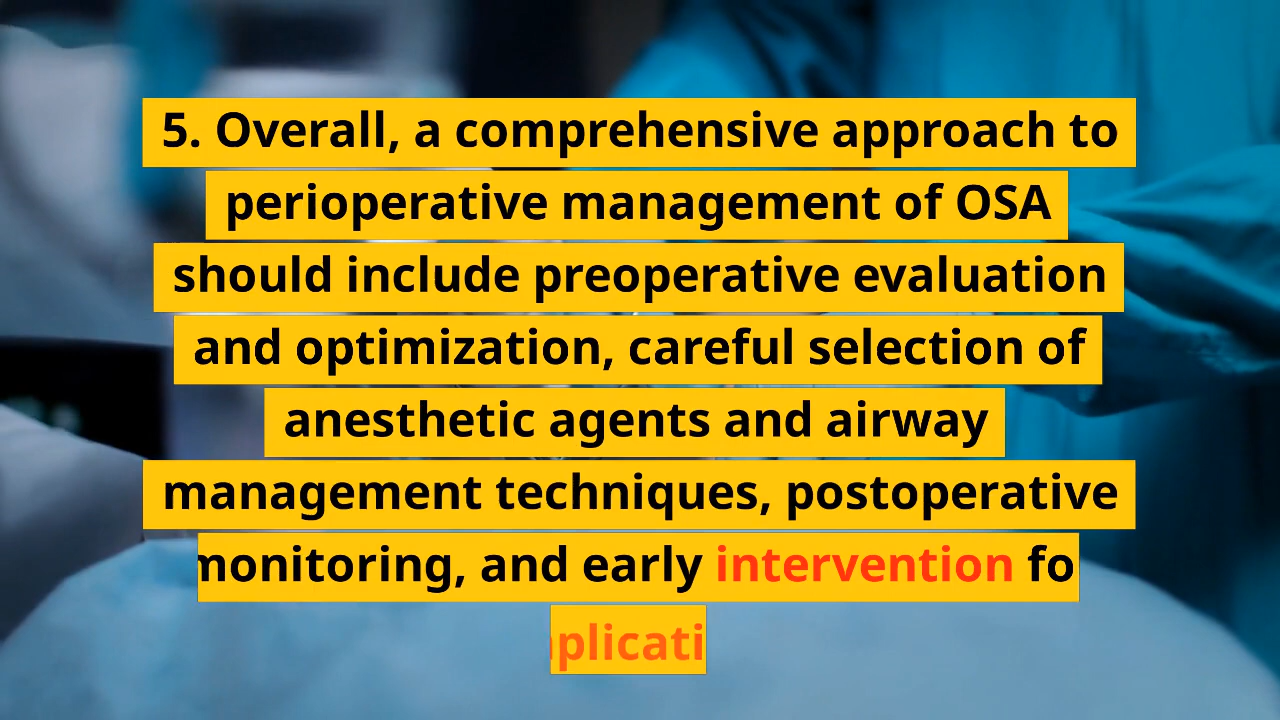 5. Overall, a comprehensive approach to
perioperative management of OSA
should include preoperative evaluation
and optimization, careful selection of
anesthetic agents and airway
management techniques, postoperative
monitoring, and early intervention fo
plicati